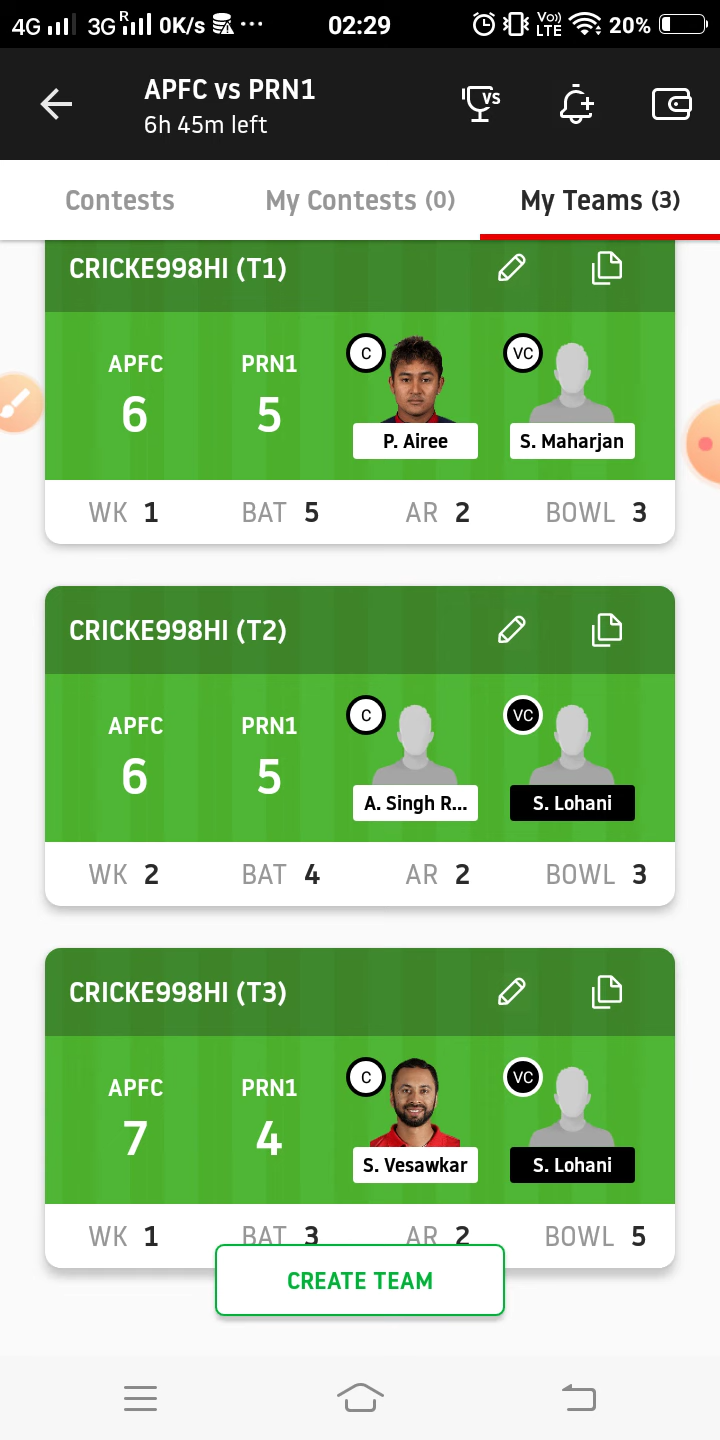 4G 3G R 0K/s 02:29 Vo)) LTE 20%
APFC vs PRN1
6h 45m left
VS
Contests My Contests (0) My Teams (3)
CRICKE998HI (T1)
APFC PRN1 C VC
6 5
P. Airee S. Maharjan
WK 1 BAT 5 AR 2 BOWL 3
CRICKE998HI (T2)
APFC PRN1 C VC
6 5
A. Singh R... S. Lohani
WK 2 BAT 4 AR 2 BOWL 3
CRICKE998HI (T3)
APFC PRN1 C VC
7 4
S. Vesawkar S. Lohani
WK 1 BAT 3 AR 2 BOWL 5
CREATE TEAM